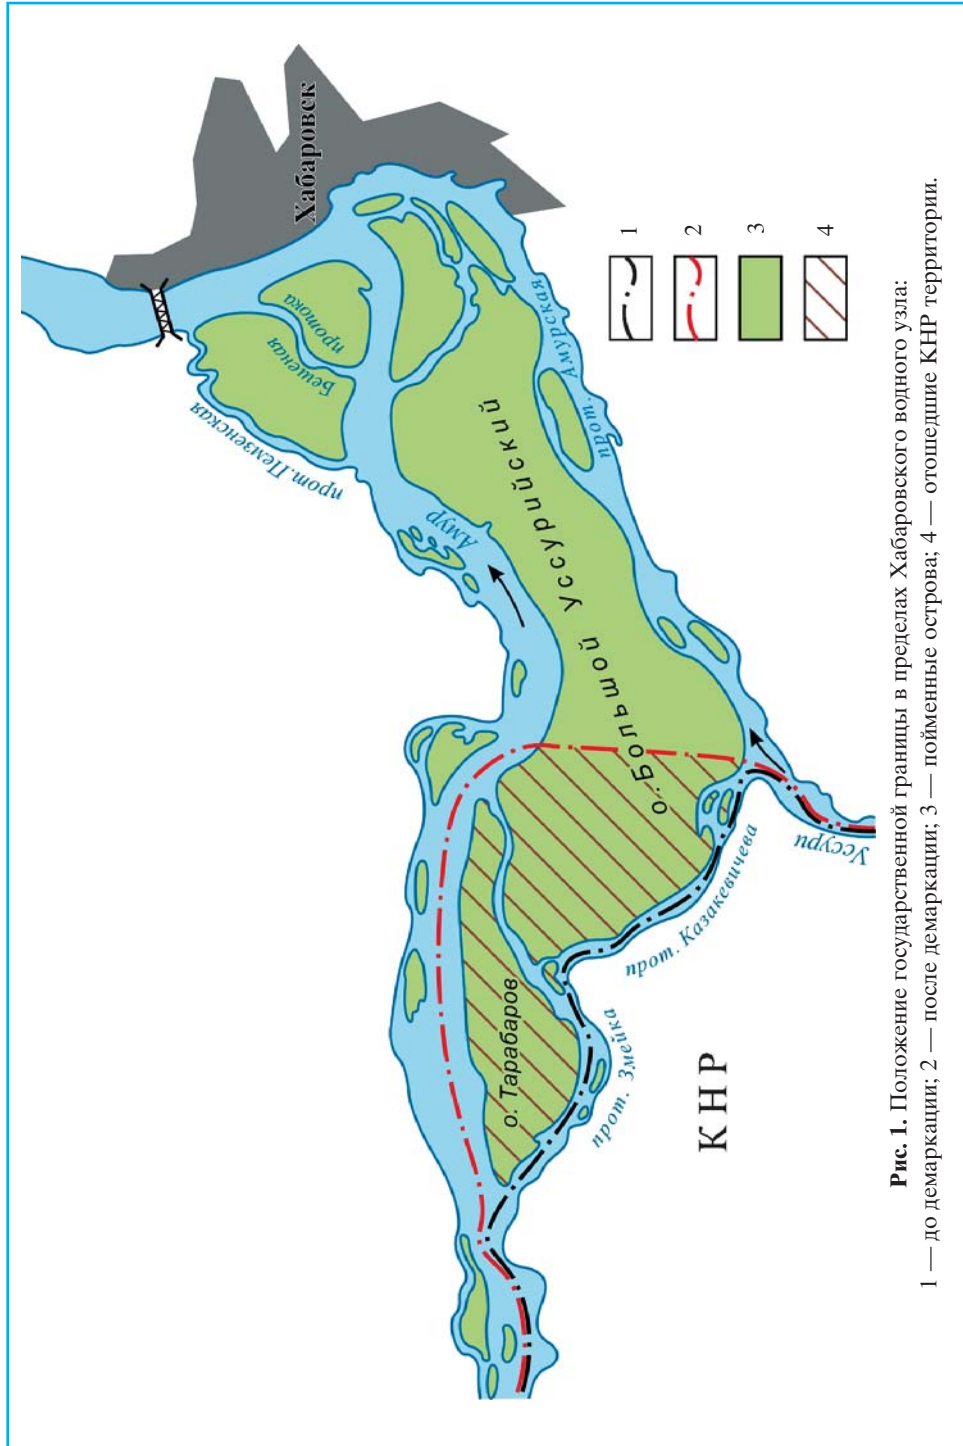 Хабаровск
прот. Пемзенская
Бешеная
протока
Амур
прот. Амурская
о. Большой Уссурийский
о. Тарабаров
прот. Казакевичева
Уссури
прот. Змейка
КНР
1
2
3
4
Рис. 1. Положение государственной границы в пределах Хабаровского водного узла:
1 — до демаркации; 2 — после демаркации; 3 — пойменные острова; 4 — отошедшие КНР территории.